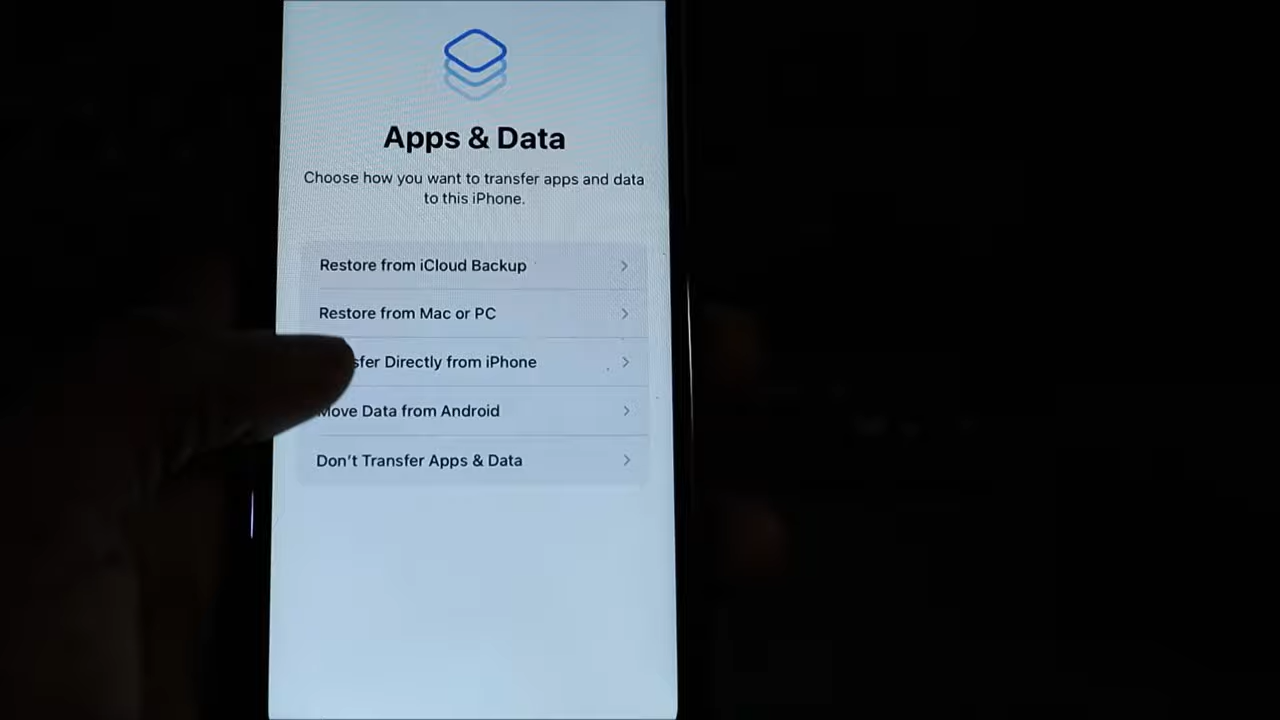 Apps & Data
Choose how you want to transfer apps and data
to this iPhone.
Restore from iCloud Backup
Restore from Mac or PC
Directly from iPhone
Move Data from Android
Don't Transfer Apps & Data